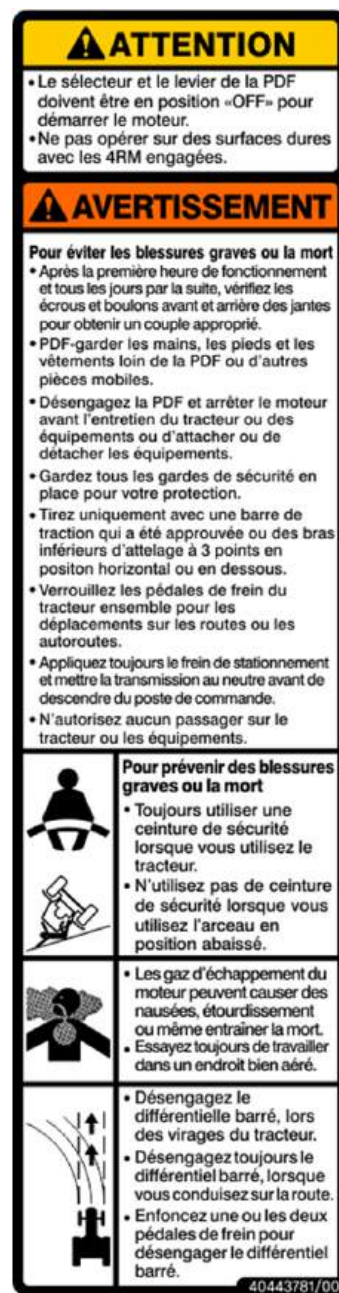 ATTENTION
• Le sélecteur et le levier de la PDF
doivent être en position «OFF» pour
démarrer le moteur.
• Ne pas opérer sur des surfaces dures
avec les 4RM engagées.
AVERTISSEMENT
Pour éviter les blessures graves ou la mort
• Après la première heure de fonctionnement
et tous les jours par la suite, vérifiez les
écrous et boulons avant et arrière des jantes
pour obtenir un couple approprié.
• PDF-garder les mains, les pieds et les
vêtements loin de la PDF ou d'autres
pièces mobiles.
• Désengagez la PDF et arrêter le moteur
avant l'entretien du tracteur ou des
équipements ou d'attacher ou de
détacher les équipements.
• Gardez tous les gardes de sécurité en
place pour votre protection.
• Tirez uniquement avec une barre de
traction qui a été approuvée ou des bras
inférieurs d'attelage à 3 points en
positon horizontal ou en dessous.
• Verrouillez les pédales de frein du
tracteur ensemble pour les
déplacements sur les routes ou les
autoroutes.
• Appliquez toujours le frein de stationnement
et mettre la transmission au neutre avant de
descendre du poste de commande.
• N'autorisez aucun passager sur le
tracteur ou les équipements.
Pour prévenir des blessures
graves ou la mort
• Toujours utiliser une
ceinture de sécurité
lorsque vous utilisez le
tracteur.
• N'utilisez pas de ceinture
de sécurité lorsque vous
utilisez l'arceau en
position abaissé.
• Les gaz d'échappement du
moteur peuvent causer des
nausées, étourdissement
ou même entraîner la mort.
• Essayez toujours de travailler
dans un endroit bien aéré.
• Désengagez le
différentielle barré, lors
des virages du tracteur.
• Désengagez toujours le
différentiel barré, lorsque
vous conduisez sur la route.
• Enfoncez une ou les deux
pédales de frein pour
désengager le différentiel
barré.
40443781/00